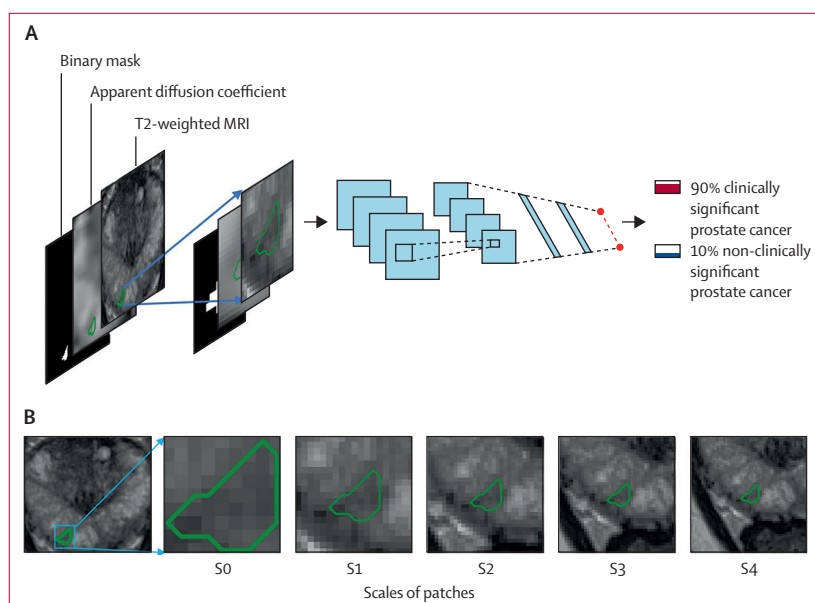 A
Binary mask
Apparent diffusion coefficient
T2-weighted MRI
90% clinically
significant
prostate cancer
10% non-clinically
significant
prostate cancer
B
S0
S1
S2
S3
S4
Scales of patches